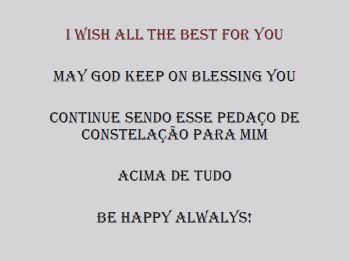 I WISH ALL THE BEST FOR YOU
MAY GOD KEEP ON BLESSING YOU
CONTINUE SENDO ESSE PEDAÇO DE
CONSTELAÇÃO PARA MIM
ACIMA DE TUDO
BE HAPPY ALWALYS!